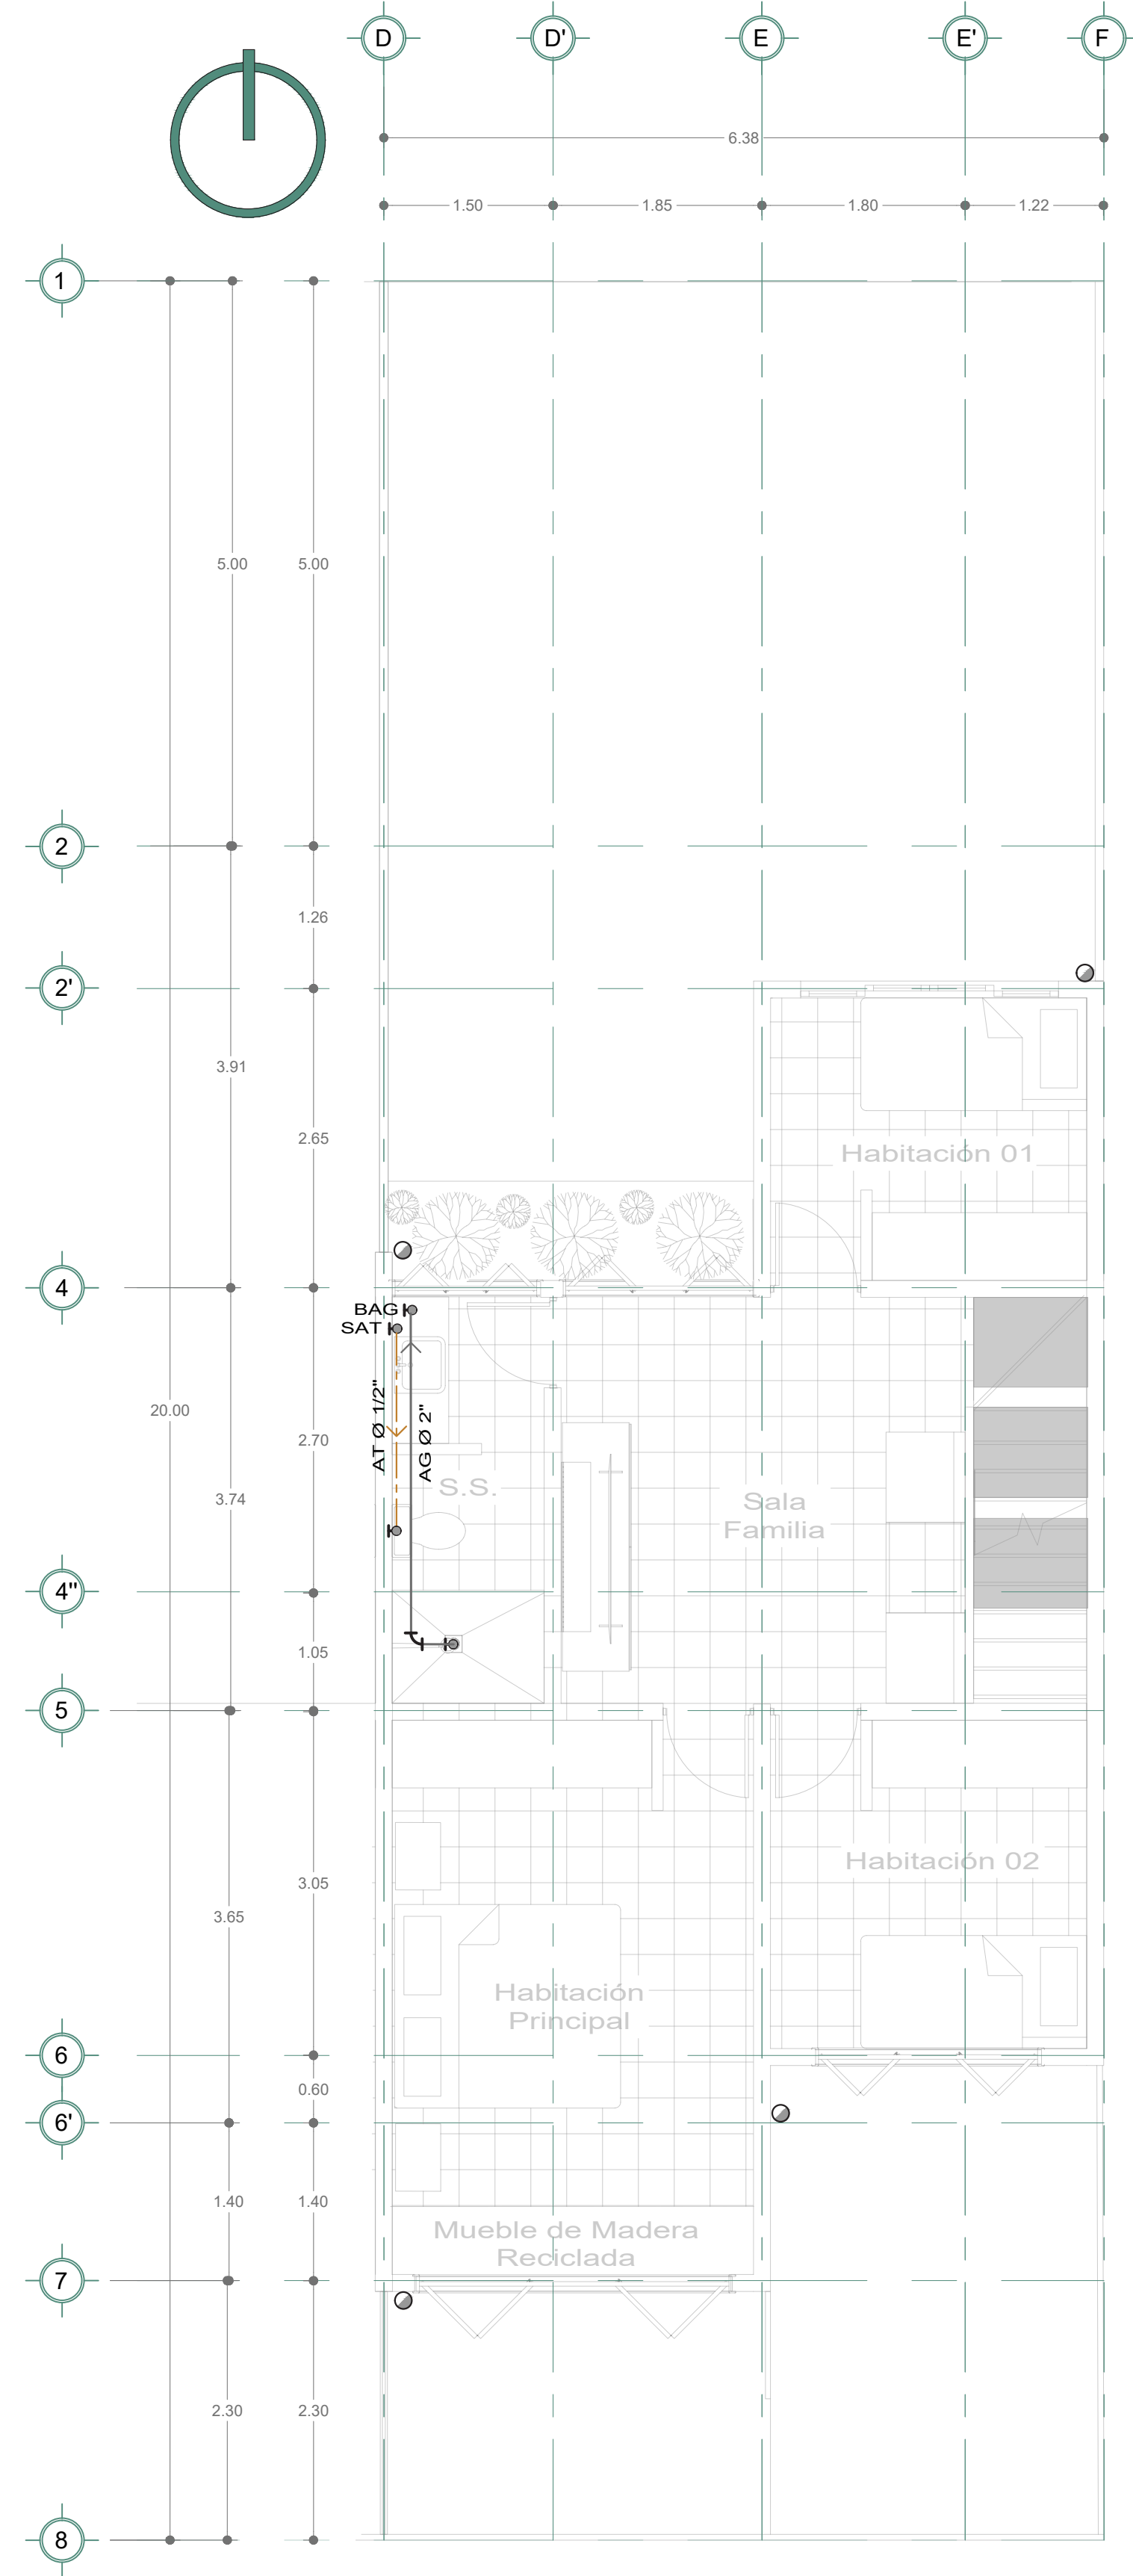 D D' E E' F
6.38
1.50 1.85 1.80 1.22
1
5.00 5.00
2
1.26
2'
3.91
2.65
Habitación 01
4
BAG
SAT
20.00
AT Ø 1/2"
AG Ø 2"
2.70
S.S.
3.74
Sala
Familia
4"
1.05
5
Habitación 02
3.05
3.65
Habitación
Principal
6
0.60
6'
1.40 1.40
Mueble de Madera
Reciclada
7
2.30 2.30
8